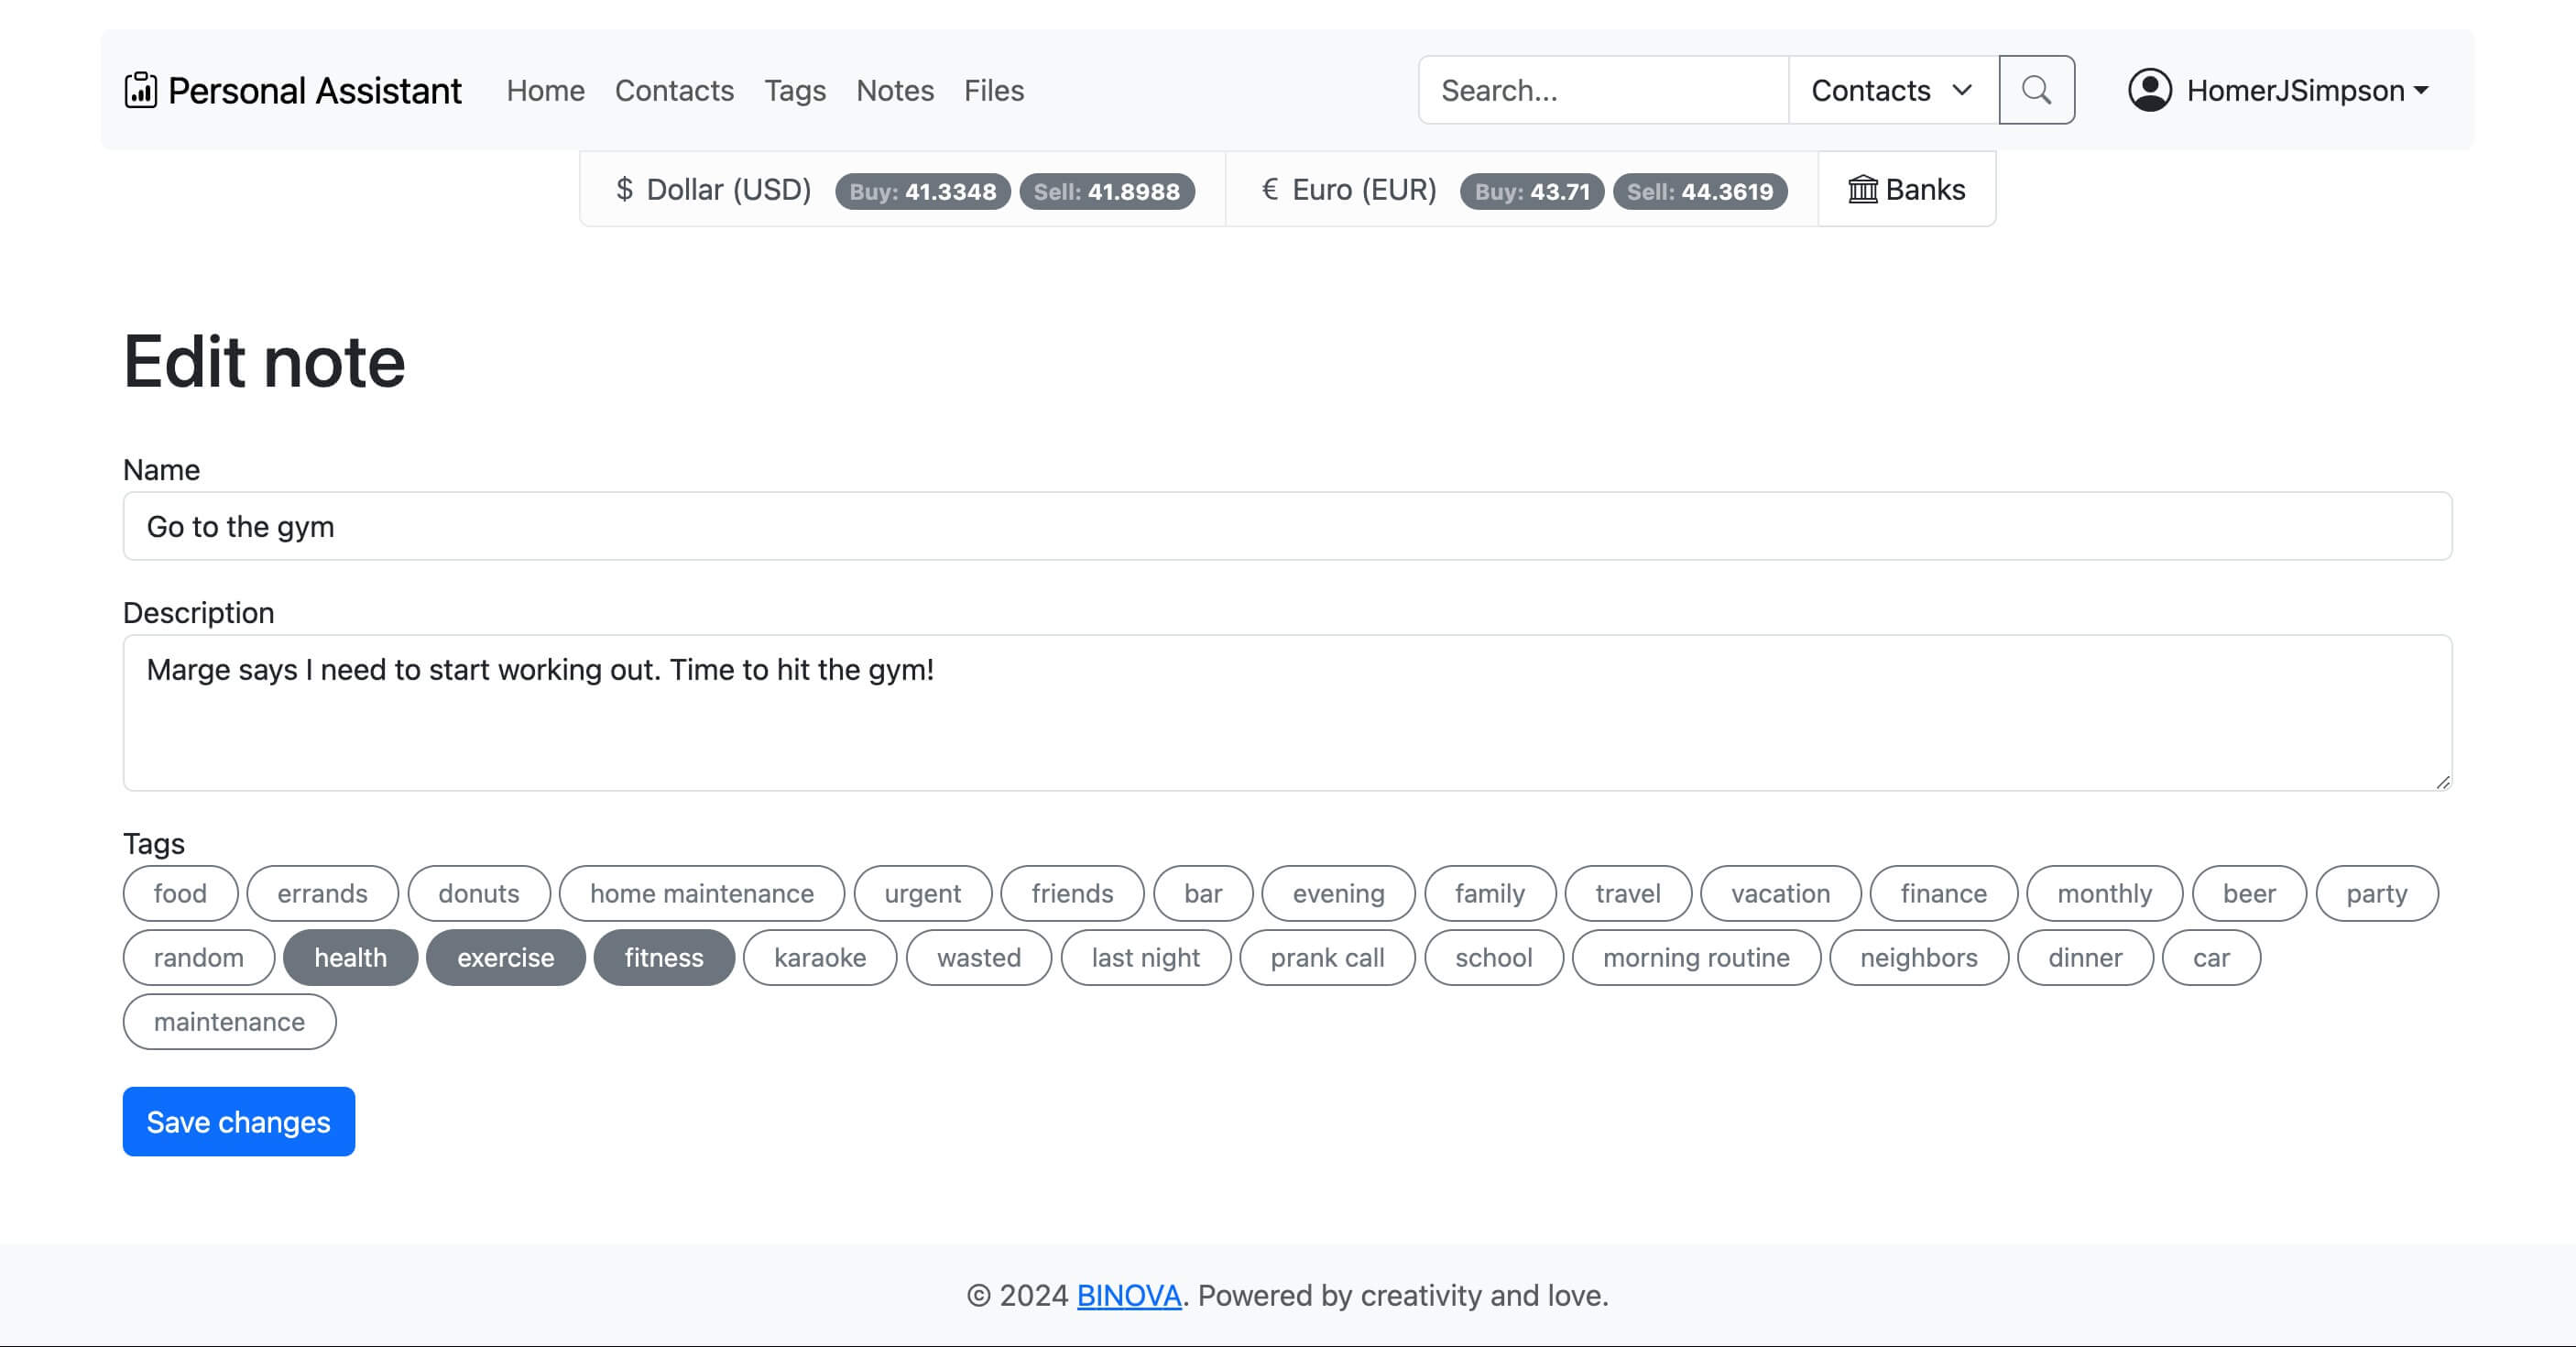 Personal Assistant Home Contacts Tags Notes Files Search... Contacts HomerJSimpson
$ Dollar (USD) Buy: 41.3348 Sell: 41.8988 € Euro (EUR) Buy: 43.71 Sell: 44.3619 Banks
Edit note
Name
Go to the gym
Description
Marge says I need to start working out. Time to hit the gym!
Tags
food errands donuts home maintenance urgent friends bar evening family travel vacation finance monthly beer party
random health exercise fitness karaoke wasted last night prank call school morning routine neighbors dinner car
maintenance
Save changes
© 2024 BINOVA. Powered by creativity and love.